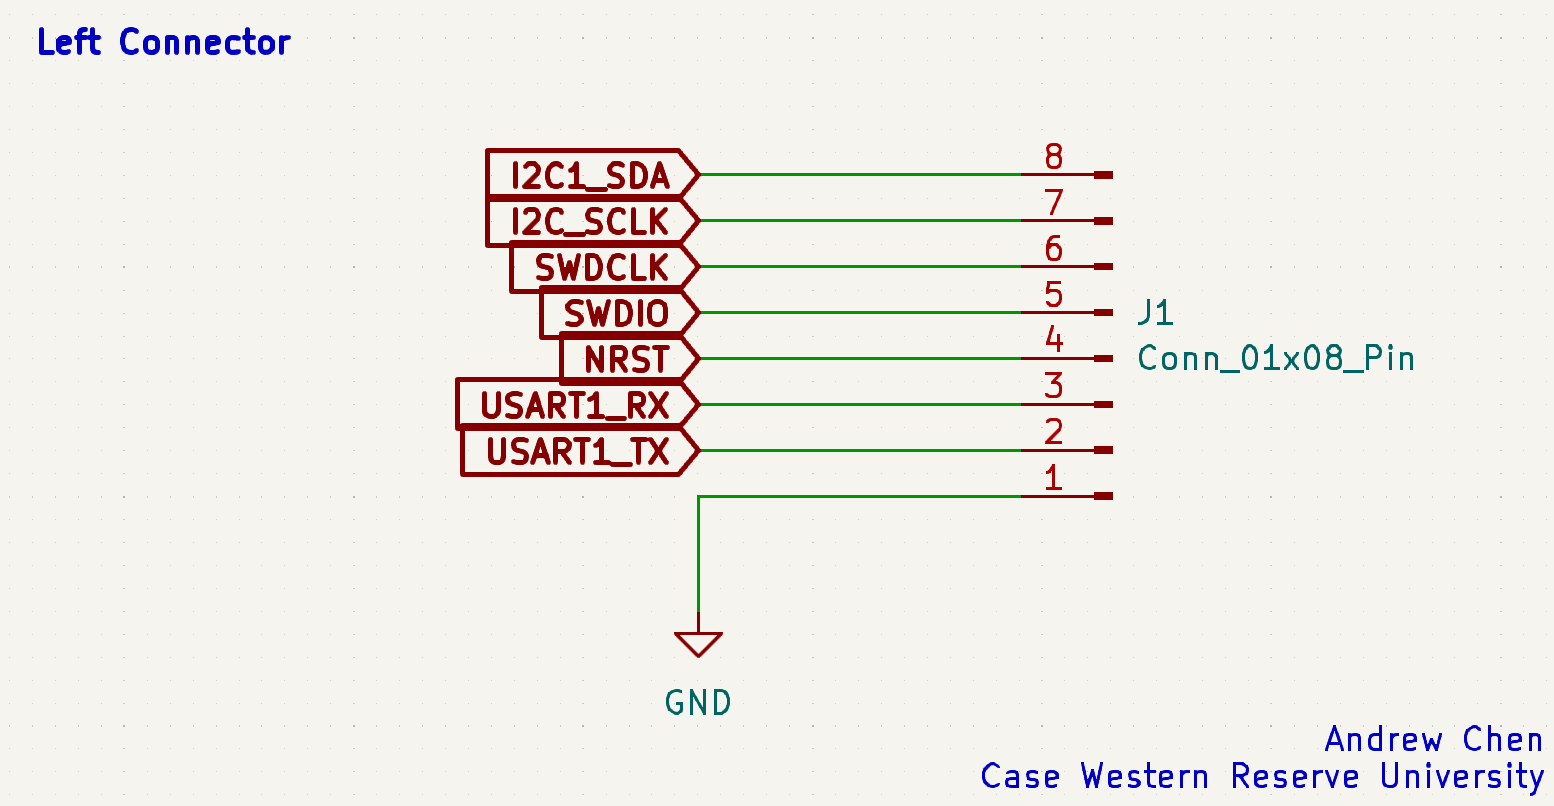 Left Connector
I2C1_SDA 8
I2C_SCLK 7
SWDCLK 6
SWDIO 5
J1
NRST 4
Conn_01x08_Pin
USART1_RX 3
USART1_TX 2
1
GND
Andrew Chen
Case Western Reserve University